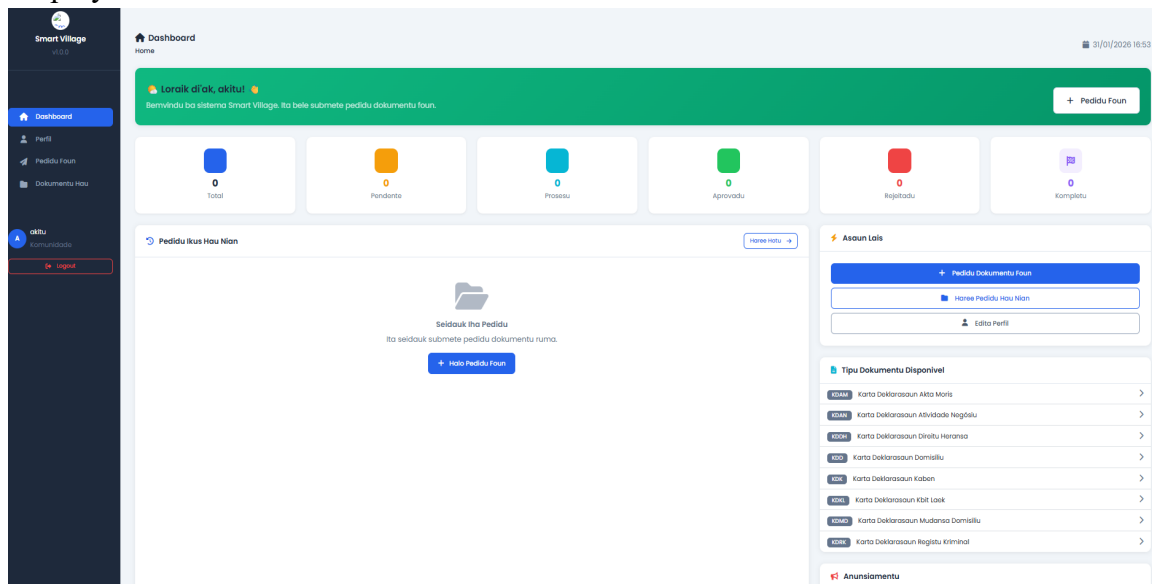 Smart Village
v1.0.0
Dashboard
Perfil
Pedidu Foun
Dokumentu Hau
A
akitu
Komunidade
Logout
Dashboard
Home
31/01/2026 16:53
Loraik di'ak, akitu!
Bemvindu ba sistema Smart Village. Ita bele submete pedidu dokumentu foun.
+ Pedidu Foun
0
Total
0
Pendente
0
Prosesu
0
Aprovadu
0
Rejeitadu
0
Kompletu
Pedidu Ikus Hau Nian
Haree Hotu →
Seidauk Iha Pedidu
Ita seidauk submete pedidu dokumentu ruma.
+ Halo Pedidu Foun
Asaun Lais
+ Pedidu Dokumentu Foun
Haree Pedidu Hau Nian
Edita Perfil
Tipu Dokumentu Disponivel
KDAM Karta Deklarasaun Akta Moris
KDAN Karta Deklarasaun Atividade Negósiu
KDDH Karta Deklarasaun Direitu Heransa
KDD Karta Deklarasaun Domisiliu
KDK Karta Deklarasaun Kaben
KDKL Karta Deklarasaun Kbit Laek
KDMD Karta Deklarasaun Mudansa Domisiliu
KDRK Karta Deklarasaun Registu Kriminal
Anunsiamentu